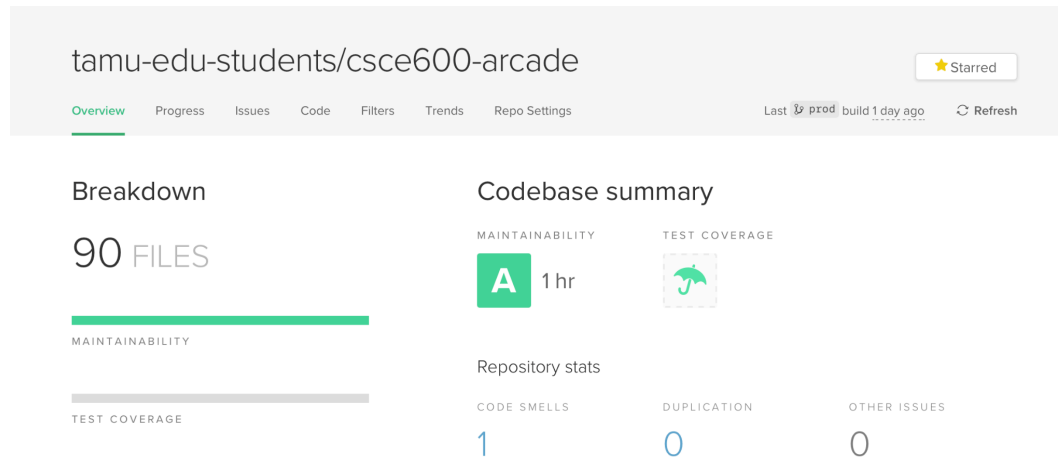 tamu-edu-students/csce600-arcade
Starred
Overview Progress Issues Code Filters Trends Repo Settings Last prod build 1 day ago Refresh
Breakdown
90 FILES
MAINTAINABILITY
TEST COVERAGE
Codebase summary
MAINTAINABILITY TEST COVERAGE
A 1 hr
Repository stats
CODE SMELLS DUPLICATION OTHER ISSUES
1 0 0